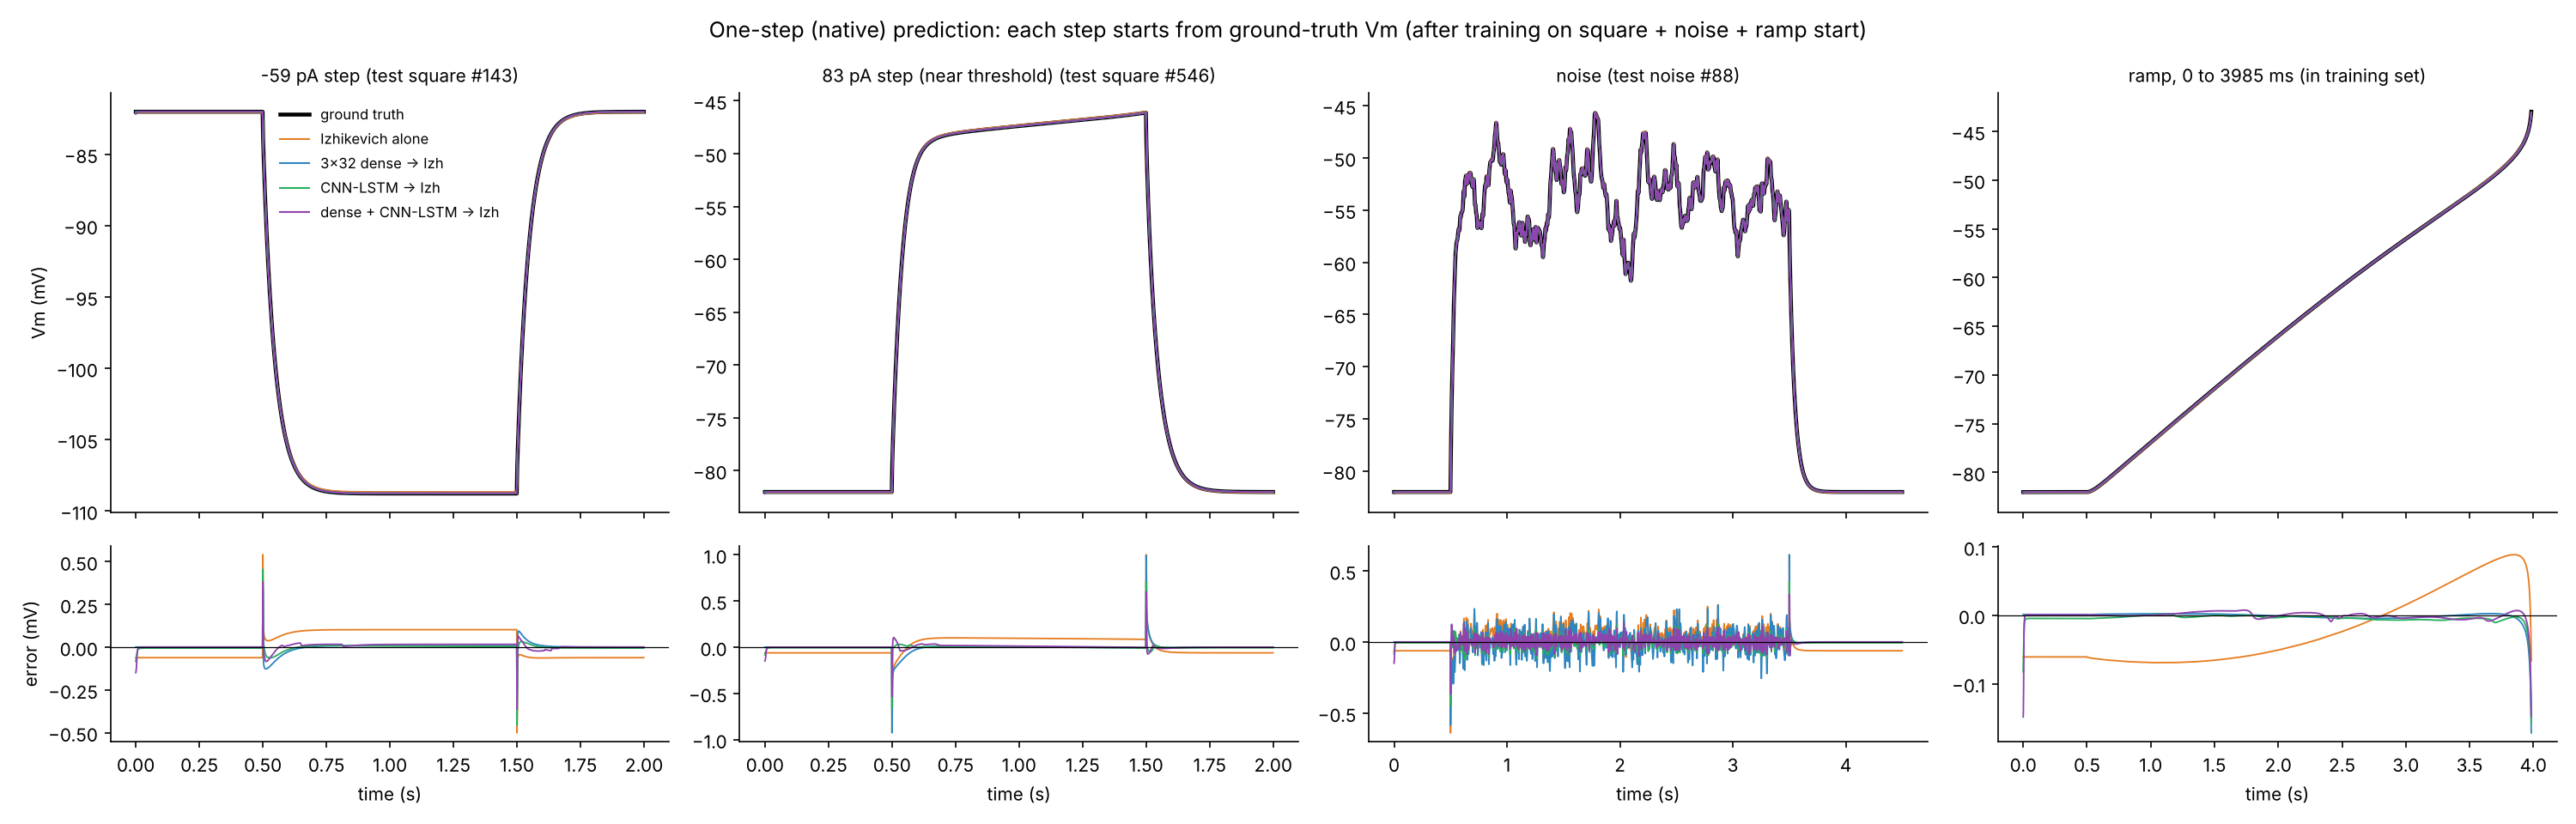 One-step (native) prediction: each step starts from ground-truth Vm (after training on square + noise + ramp start)
-59 pA step (test square #143)
83 pA step (near threshold) (test square #546)
noise (test noise #88)
ramp, 0 to 3985 ms (in training set)
ground truth
Izhikevich alone
3×32 dense → Izh
CNN-LSTM → Izh
dense + CNN-LSTM → Izh
Vm (mV)
−85
−90
−95
−100
−105
−110
−45
−50
−55
−60
−65
−70
−75
−80
−45
−50
−55
−60
−65
−70
−75
−80
−45
−50
−55
−60
−65
−70
−75
−80
error (mV)
0.50
0.25
0.00
−0.25
−0.50
1.0
0.5
0.0
−0.5
−1.0
0.5
0.0
−0.5
0.1
0.0
−0.1
0.00 0.25 0.50 0.75 1.00 1.25 1.50 1.75 2.00
0.00 0.25 0.50 0.75 1.00 1.25 1.50 1.75 2.00
0 1 2 3 4
0.0 0.5 1.0 1.5 2.0 2.5 3.0 3.5 4.0
time (s)
time (s)
time (s)
time (s)